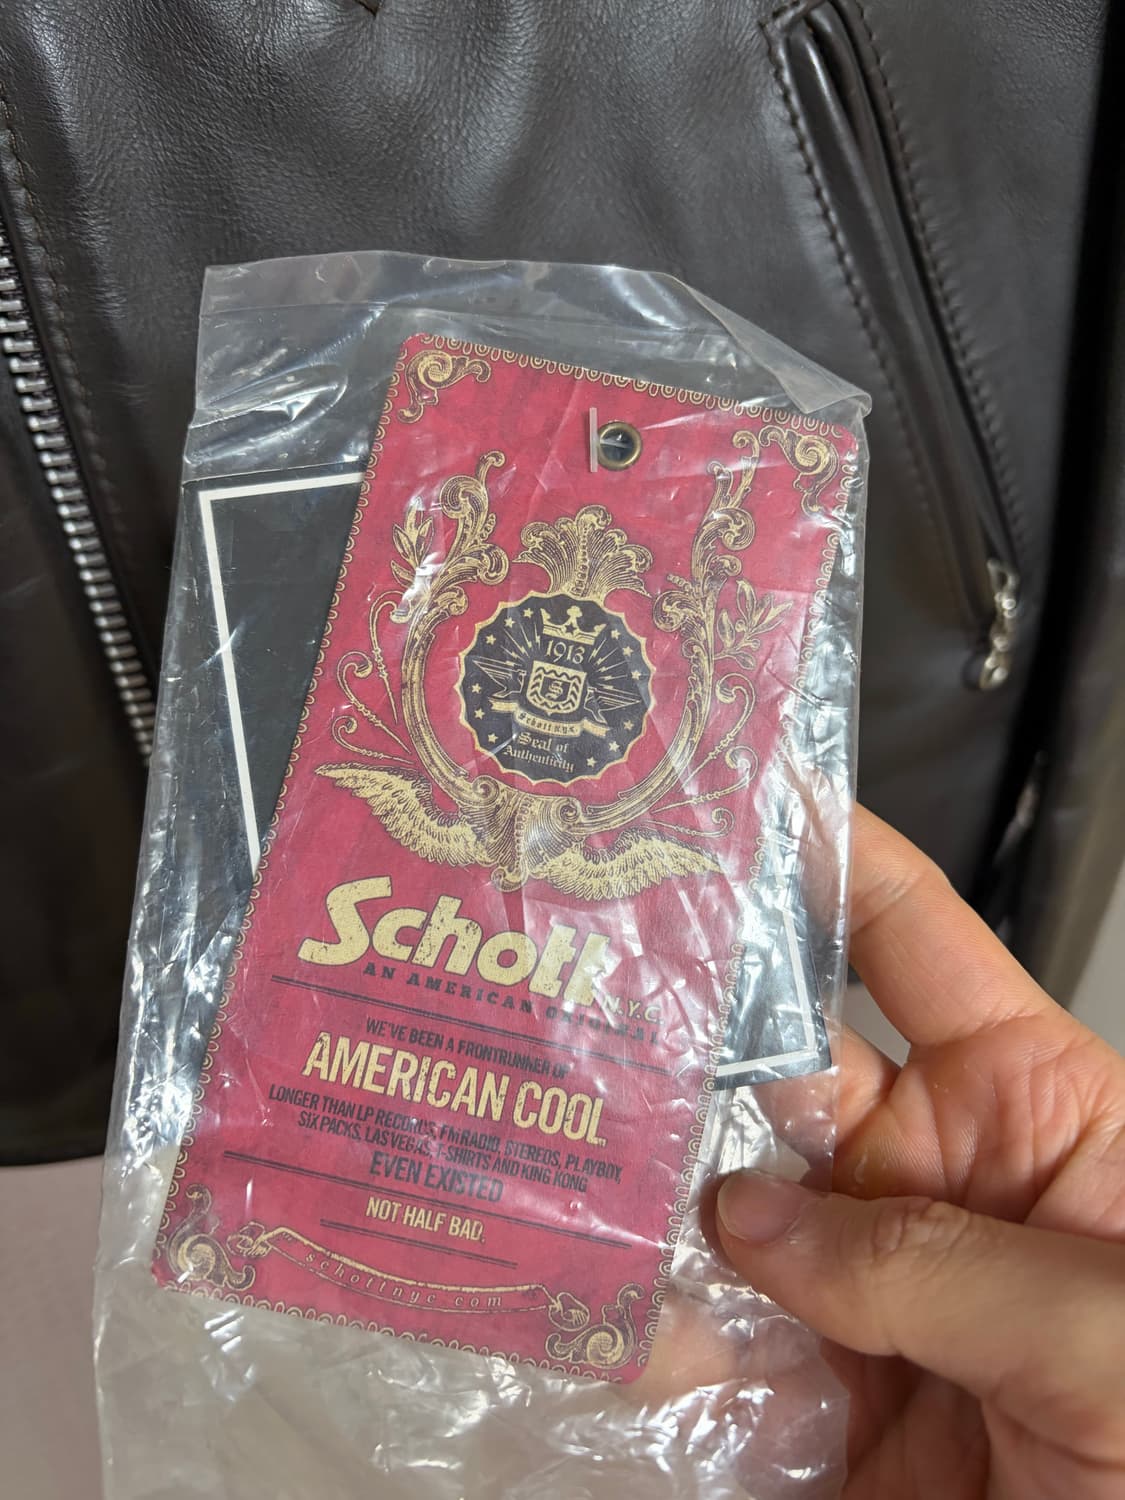 1913
S
Schott N.Y.C.
Seal of
Authenticity
Schott
N.Y.C.
AN AMERICAN ORIGINAL
WE'VE BEEN A FRONTRUNNER OF
AMERICAN COOL
LONGER THAN LP RECORDS, FM RADIO, STEREOS, PLAYBOY,
SIX PACKS, LAS VEGAS, T-SHIRTS AND KING KONG
EVEN EXISTED
NOT HALF BAD.
schottnyc.com